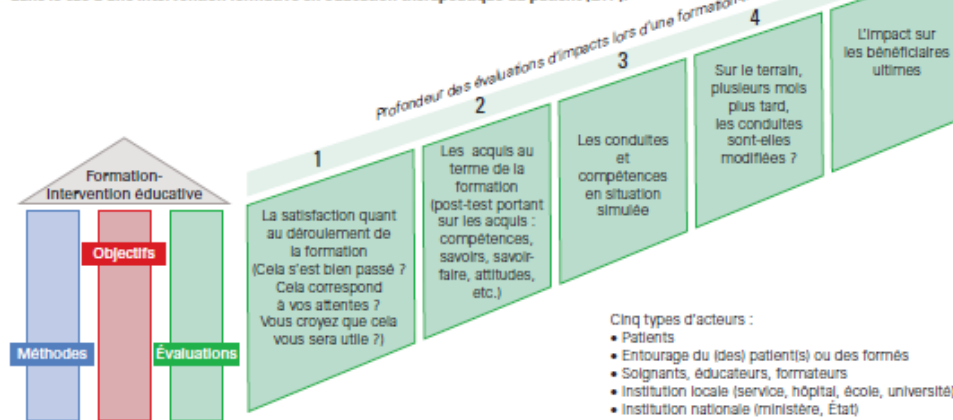 Profondeur des évaluations d'impacts lors d'une formation
1
2
3
4
Formation-
Intervention éducative
Méthodes
Objectifs
Évaluations
La satisfaction quant
au déroulement de
la formation
(Cela s'est bien passé ?
Cela correspond
à vos attentes ?
Vous croyez que cela
vous sera utile ?)
Les acquis au
terme de la
formation
(post-test portant
sur les acquis :
compétences,
savoirs, savoir-
faire, attitudes,
etc.)
Les conduites
et
compétences
en situation
simulée
Sur le terrain,
plusieurs mois
plus tard,
les conduites
sont-elles
modifiées ?
L'impact sur
les bénéficiaires
ultimes
Cinq types d'acteurs :
• Patients
• Entourage du (des) patient(s) ou des formés
• Soignants, éducateurs, formateurs
• Institution locale (service, hôpital, école, université)
• Institution nationale (ministère, État)